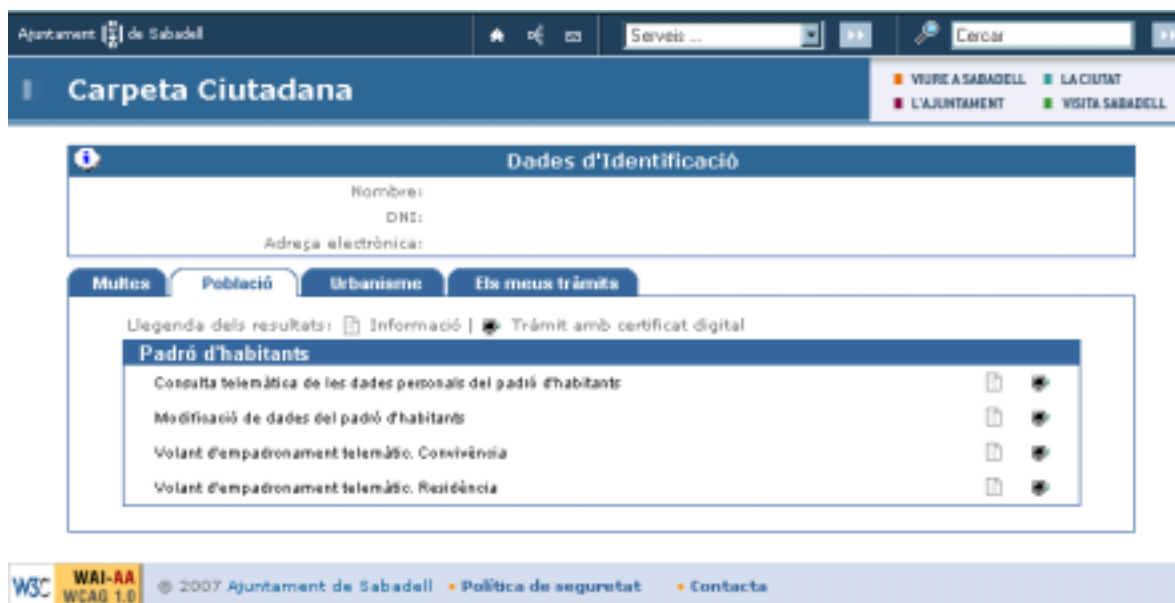 Ajuntament de Sabadell
Serveis ...
Cercar
Carpeta Ciutadana
VIURE A SABADELL
LA CIUTAT
L'AJUNTAMENT
VISITA SABADELL
Dades d'Identificació
Nombre:
DNI:
Adreça electrònica:
Multes Població Urbanisme Els meus tràmits
Llegenda dels resultats: Informació | Tràmit amb certificat digital
Padró d'habitants
Consulta telemàtica de les dades personals del padró d'habitants
Modificació de dades del padró d'habitants
Volant d'empadronament telemàtic. Convivència
Volant d'empadronament telemàtic. Residència
W3C WAI-AA
WCAG 1.0
© 2007 Ajuntament de Sabadell • Política de seguretat • Contacta